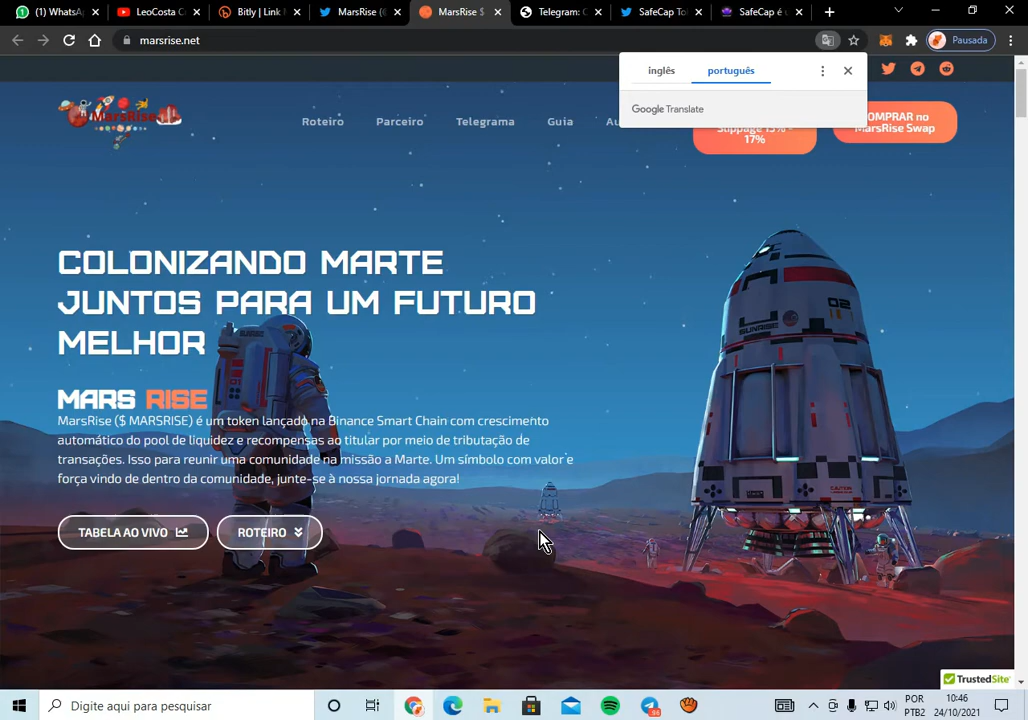 (1) WhatsA
LeoCosta C
Bitly | Link
MarsRise (
MarsRise $
Telegram: C
SafeCap To
SafeCap é u
marsrise.net
Pausada
inglês
português
Google Translate
MarsRise
Roteiro
Parceiro
Telegrama
Guia
Au
Slippage 15% -
17%
COMPRAR no
MarsRise Swap
COLONIZANDO MARTE
JUNTOS PARA UM FUTURO
MELHOR
MARS RISE
MarsRise ($ MARSRISE) é um token lançado na Binance Smart Chain com crescimento
automático do pool de liquidez e recompensas ao titular por meio de tributação de
transações. Isso para reunir uma comunidade na missão a Marte. Um símbolo com valor e
força vindo de dentro da comunidade, junte-se à nossa jornada agora!
TABELA AO VIVO
ROTEIRO
SUNRISE
02
TrustedSite
Digite aqui para pesquisar
POR
PTB2
10:46
24/10/2021